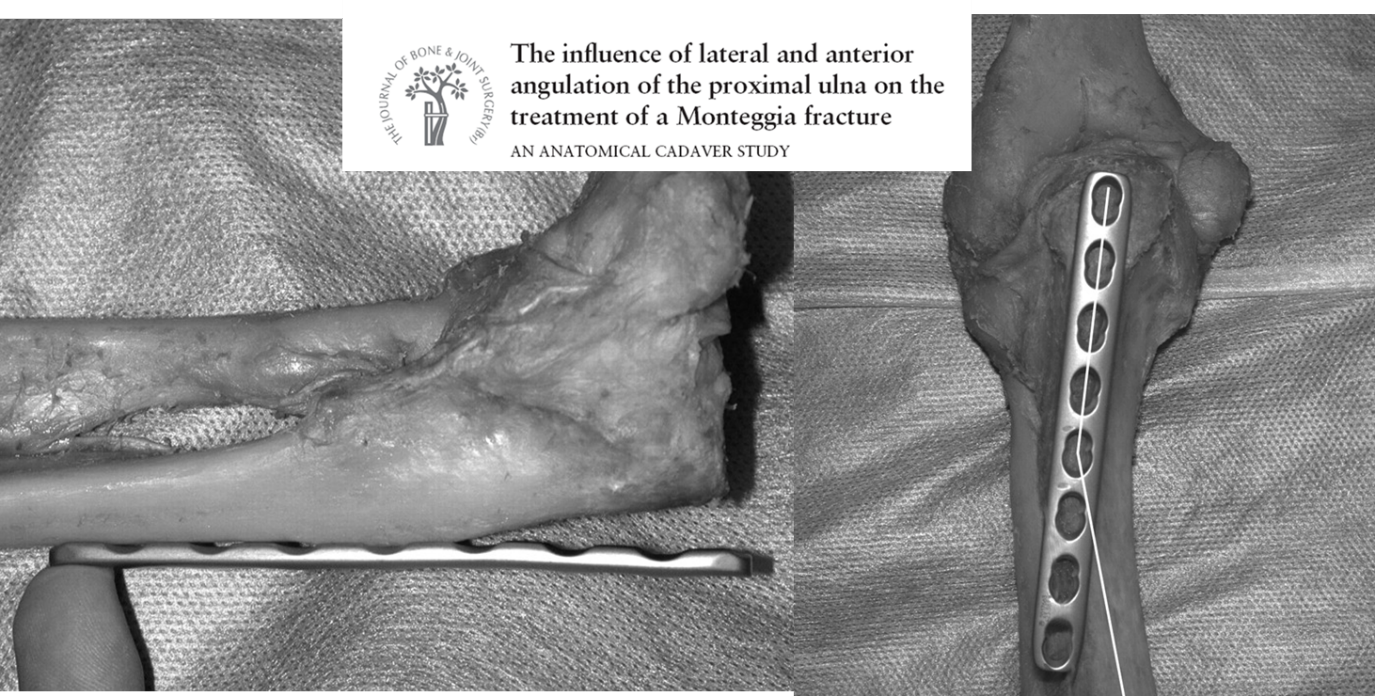 THE JOURNAL OF BONE & JOINT SURGERY(Br)
The influence of lateral and anterior
angulation of the proximal ulna on the
treatment of a Monteggia fracture
AN ANATOMICAL CADAVER STUDY